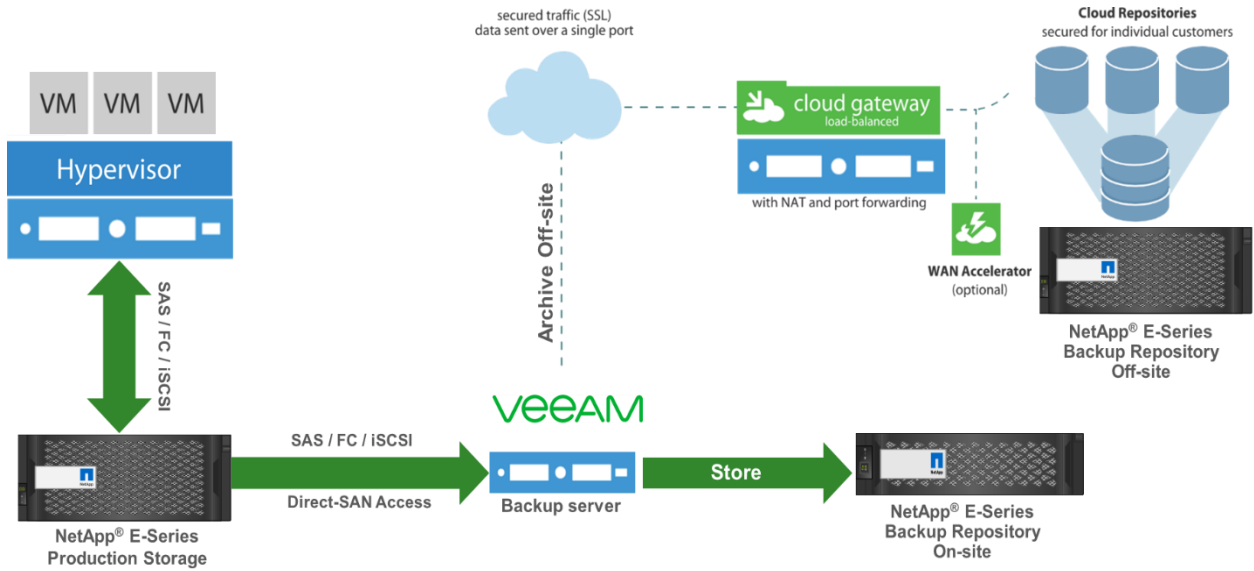 secured traffic (SSL)
data sent over a single port
Cloud Repositories
secured for individual customers
VM
VM
VM
Hypervisor
cloud gateway
load-balanced
with NAT and port forwarding
Archive Off-site
WAN Accelerator
(optional)
NetApp
NetApp® E-Series
Backup Repository
Off-site
SAS / FC / iSCSI
veeAM
NetApp
SAS / FC / iSCSI
Direct-SAN Access
Backup server
Store
NetApp
NetApp® E-Series
Production Storage
NetApp® E-Series
Backup Repository
On-site